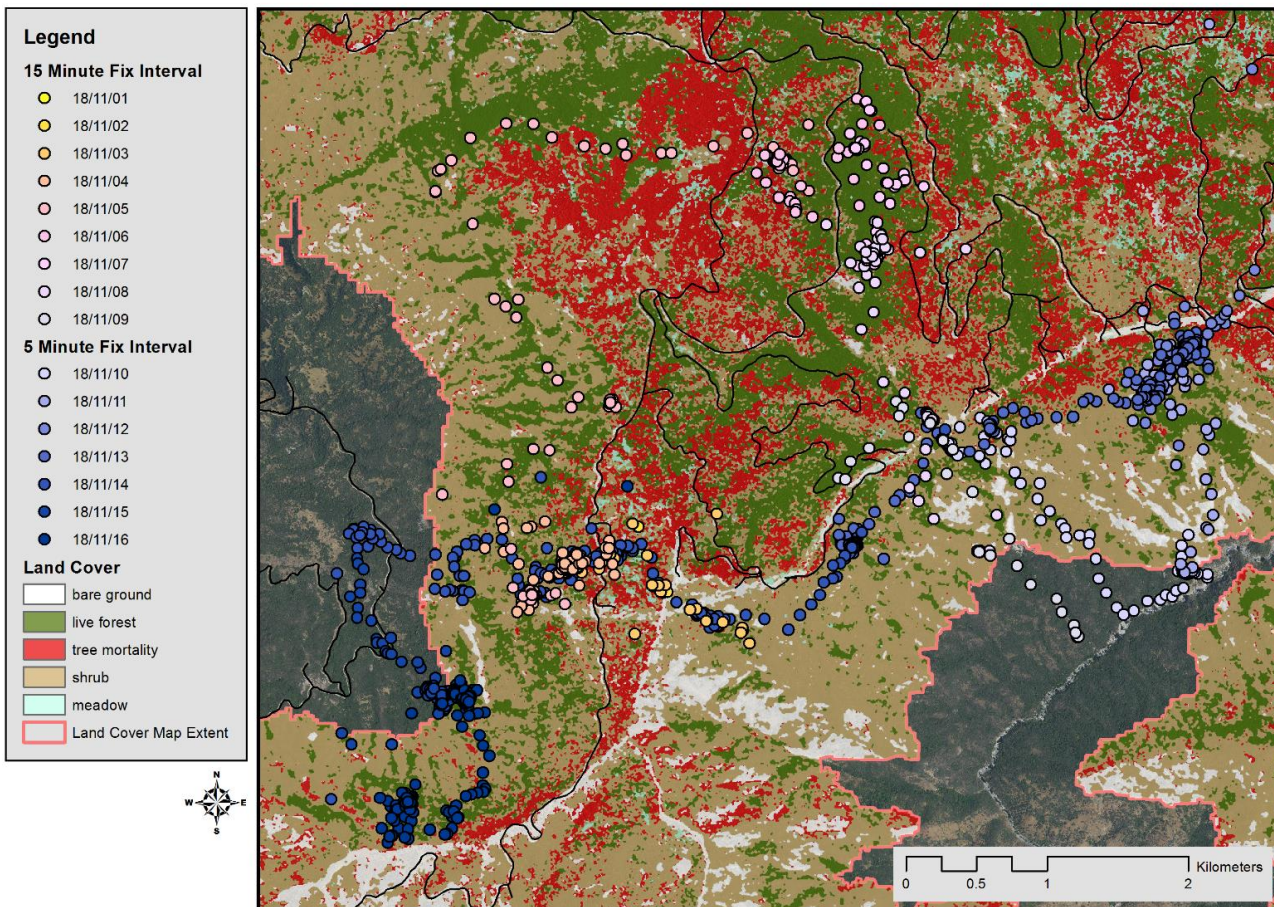 Legend
15 Minute Fix Interval
18/11/01
18/11/02
18/11/03
18/11/04
18/11/05
18/11/06
18/11/07
18/11/08
18/11/09
5 Minute Fix Interval
18/11/10
18/11/11
18/11/12
18/11/13
18/11/14
18/11/15
18/11/16
Land Cover
bare ground
live forest
tree mortality
shrub
meadow
Land Cover Map Extent
N
W E
S
Kilometers
0 0.5 1 2